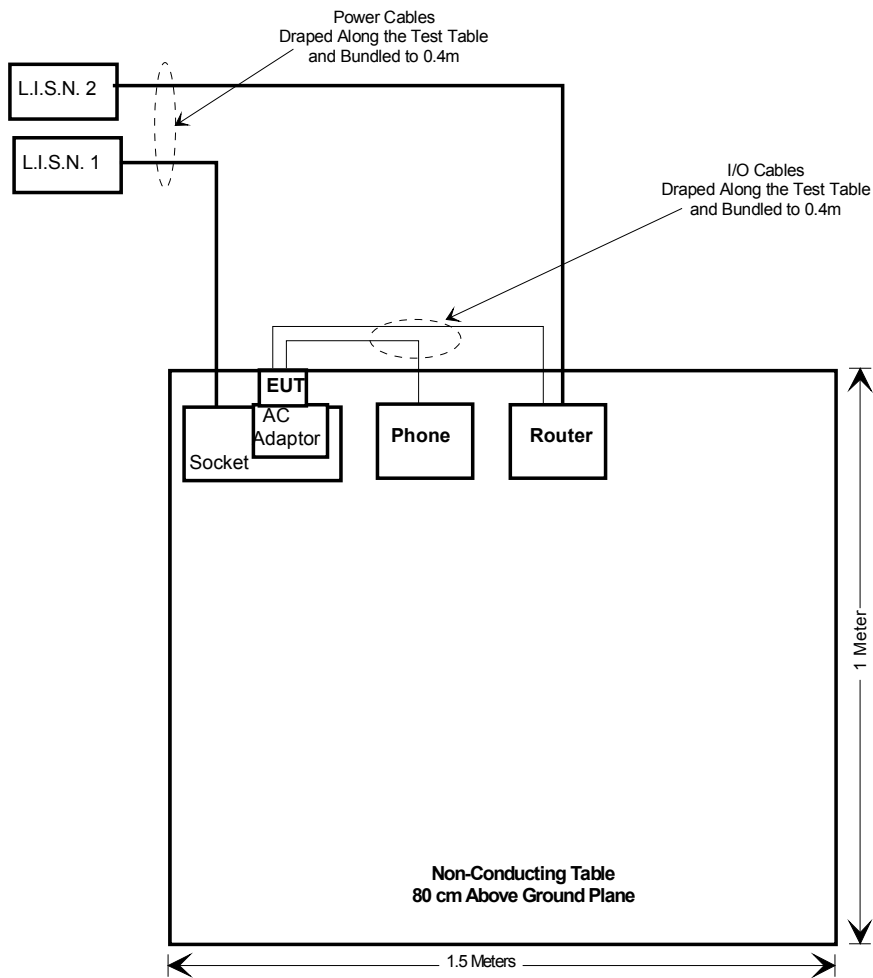 Power Cables
Draped Along the Test Table
and Bundled to 0.4m
L.I.S.N. 2
L.I.S.N. 1
I/O Cables
Draped Along the Test Table
and Bundled to 0.4m
EUT
AC
Adaptor
Socket
Phone
Router
1 Meter
Non-Conducting Table
80 cm Above Ground Plane
1.5 Meters